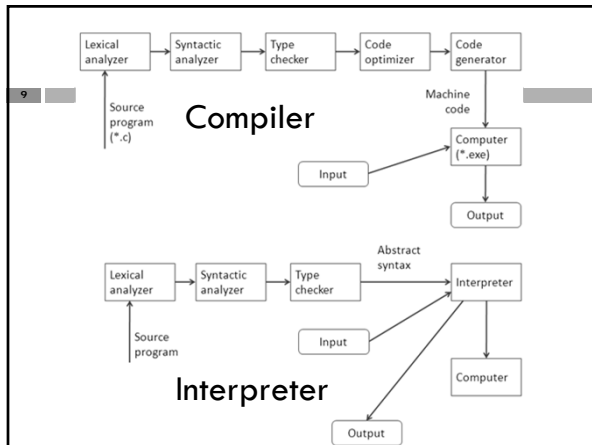 Lexical
analyzer
Syntactic
analyzer
Type
checker
Code
optimizer
Code
generator
9
Source
program
(*.c)
Compiler
Machine
code
Computer
(*.exe)
Input
Output
Abstract
syntax
Lexical
analyzer
Syntactic
analyzer
Type
checker
Interpreter
Source
program
Input
Computer
Interpreter
Output